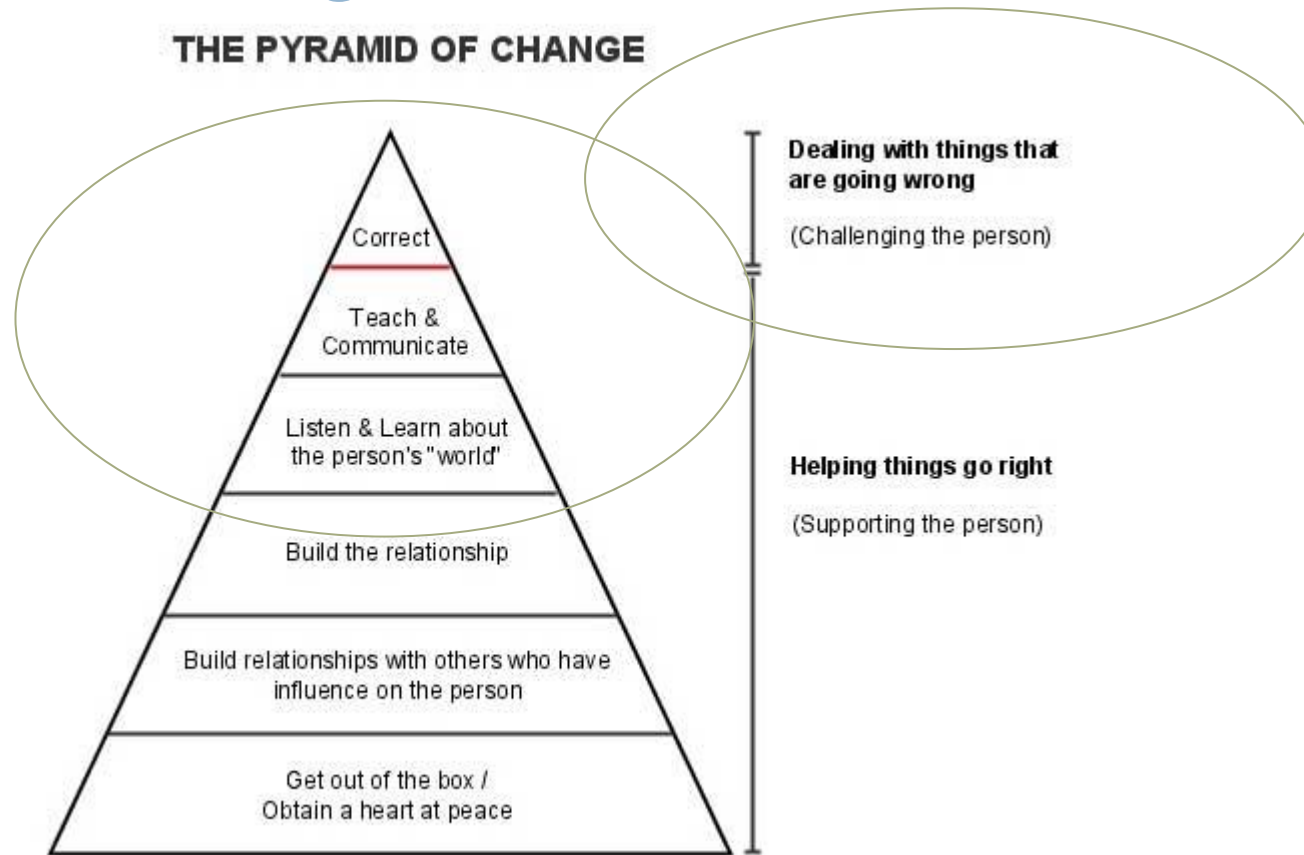 THE PYRAMID OF CHANGE
Correct
Teach &
Communicate
Listen & Learn about
the person's "world"
Build the relationship
Build relationships with others who have
influence on the person
Get out of the box /
Obtain a heart at peace
Dealing with things that
are going wrong
(Challenging the person)
Helping things go right
(Supporting the person)